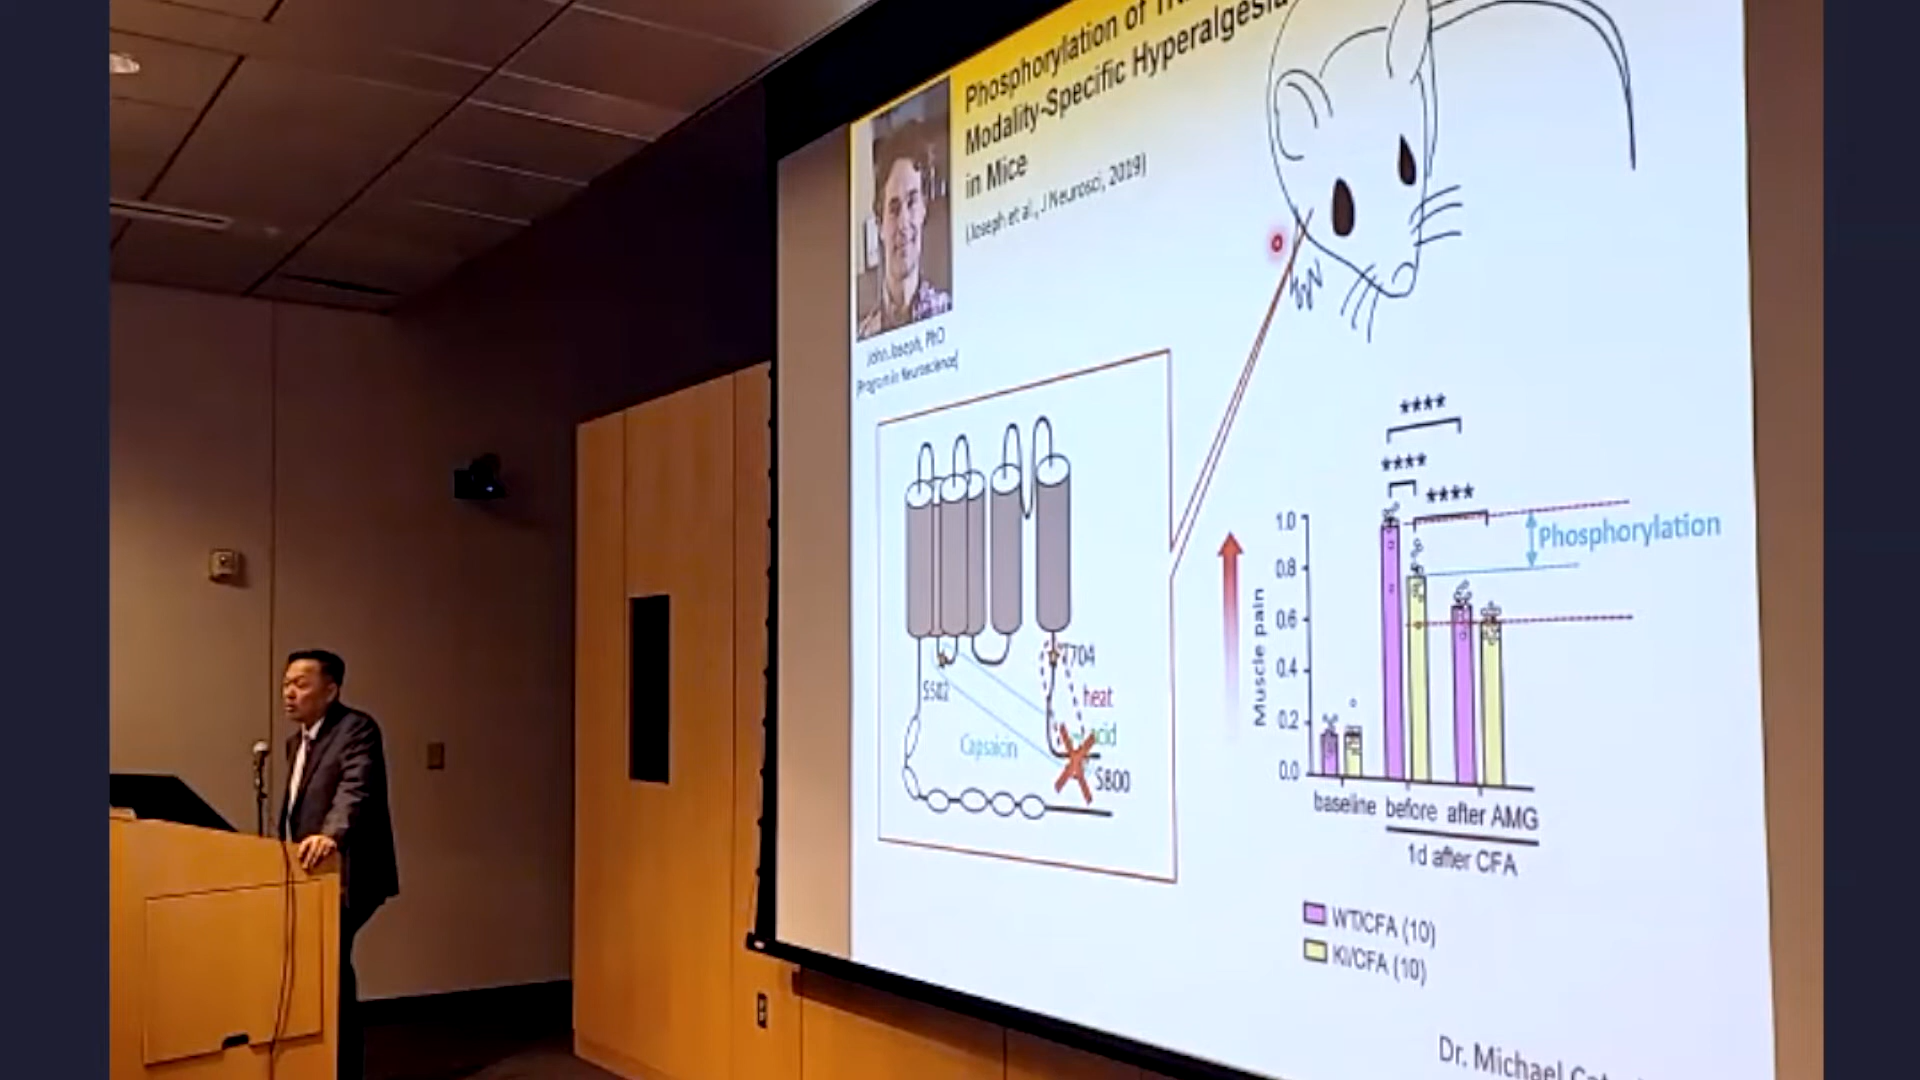 Phosphorylation of
Modality-Specific Hyperalgesia
in Mice
(Joseph et al., J Neurosci, 2019)
John Joseph, PhD
(Program in Neuroscience)
T704
heat
acid
S502
Capsaicin
S800
****
****
****
1.0
0.8
0.6
0.4
0.2
0.0
Muscle pain
Phosphorylation
baseline before after AMG
1d after CFA
WT/CFA (10)
KI/CFA (10)
Dr. Michael